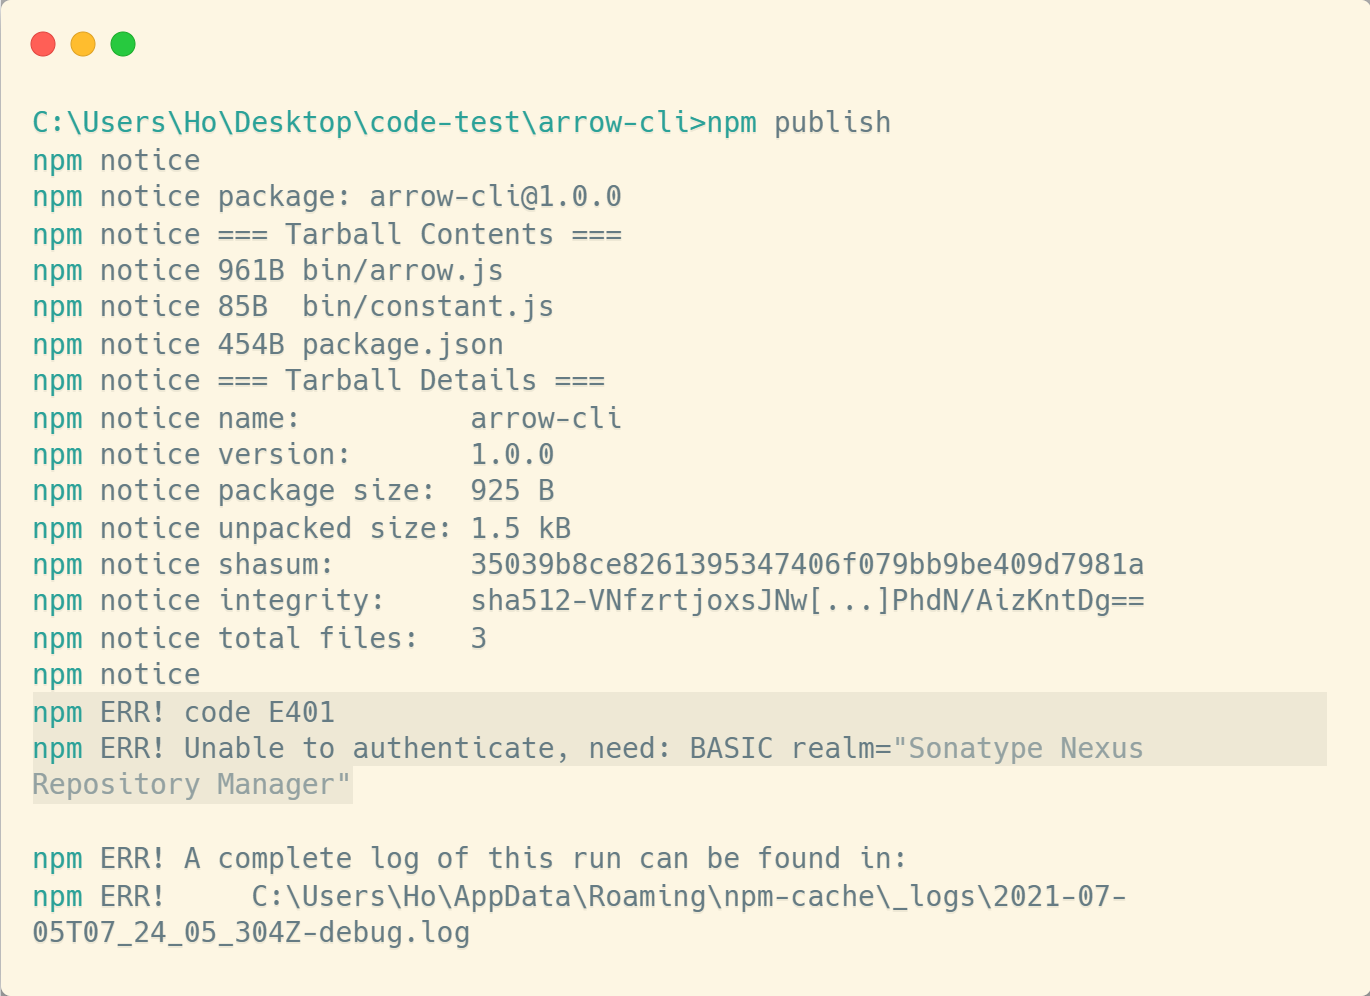 C:\Users\Ho\Desktop\code-test\arrow-cli>npm publish
npm notice
npm notice package: arrow-cli@1.0.0
npm notice === Tarball Contents ===
npm notice 961B bin/arrow.js
npm notice 85B  bin/constant.js
npm notice 454B package.json
npm notice === Tarball Details ===
npm notice name:          arrow-cli
npm notice version:       1.0.0
npm notice package size:  925 B
npm notice unpacked size: 1.5 kB
npm notice shasum:        35039b8ce8261395347406f079bb9be409d7981a
npm notice integrity:     sha512-VNfzrtjoxsJNw[...]PhdN/AizKntDg==
npm notice total files:   3
npm notice
npm ERR! code E401
npm ERR! Unable to authenticate, need: BASIC realm="Sonatype Nexus
Repository Manager"
npm ERR! A complete log of this run can be found in:
npm ERR!     C:\Users\Ho\AppData\Roaming\npm-cache\_logs\2021-07-
05T07_24_05_304Z-debug.log